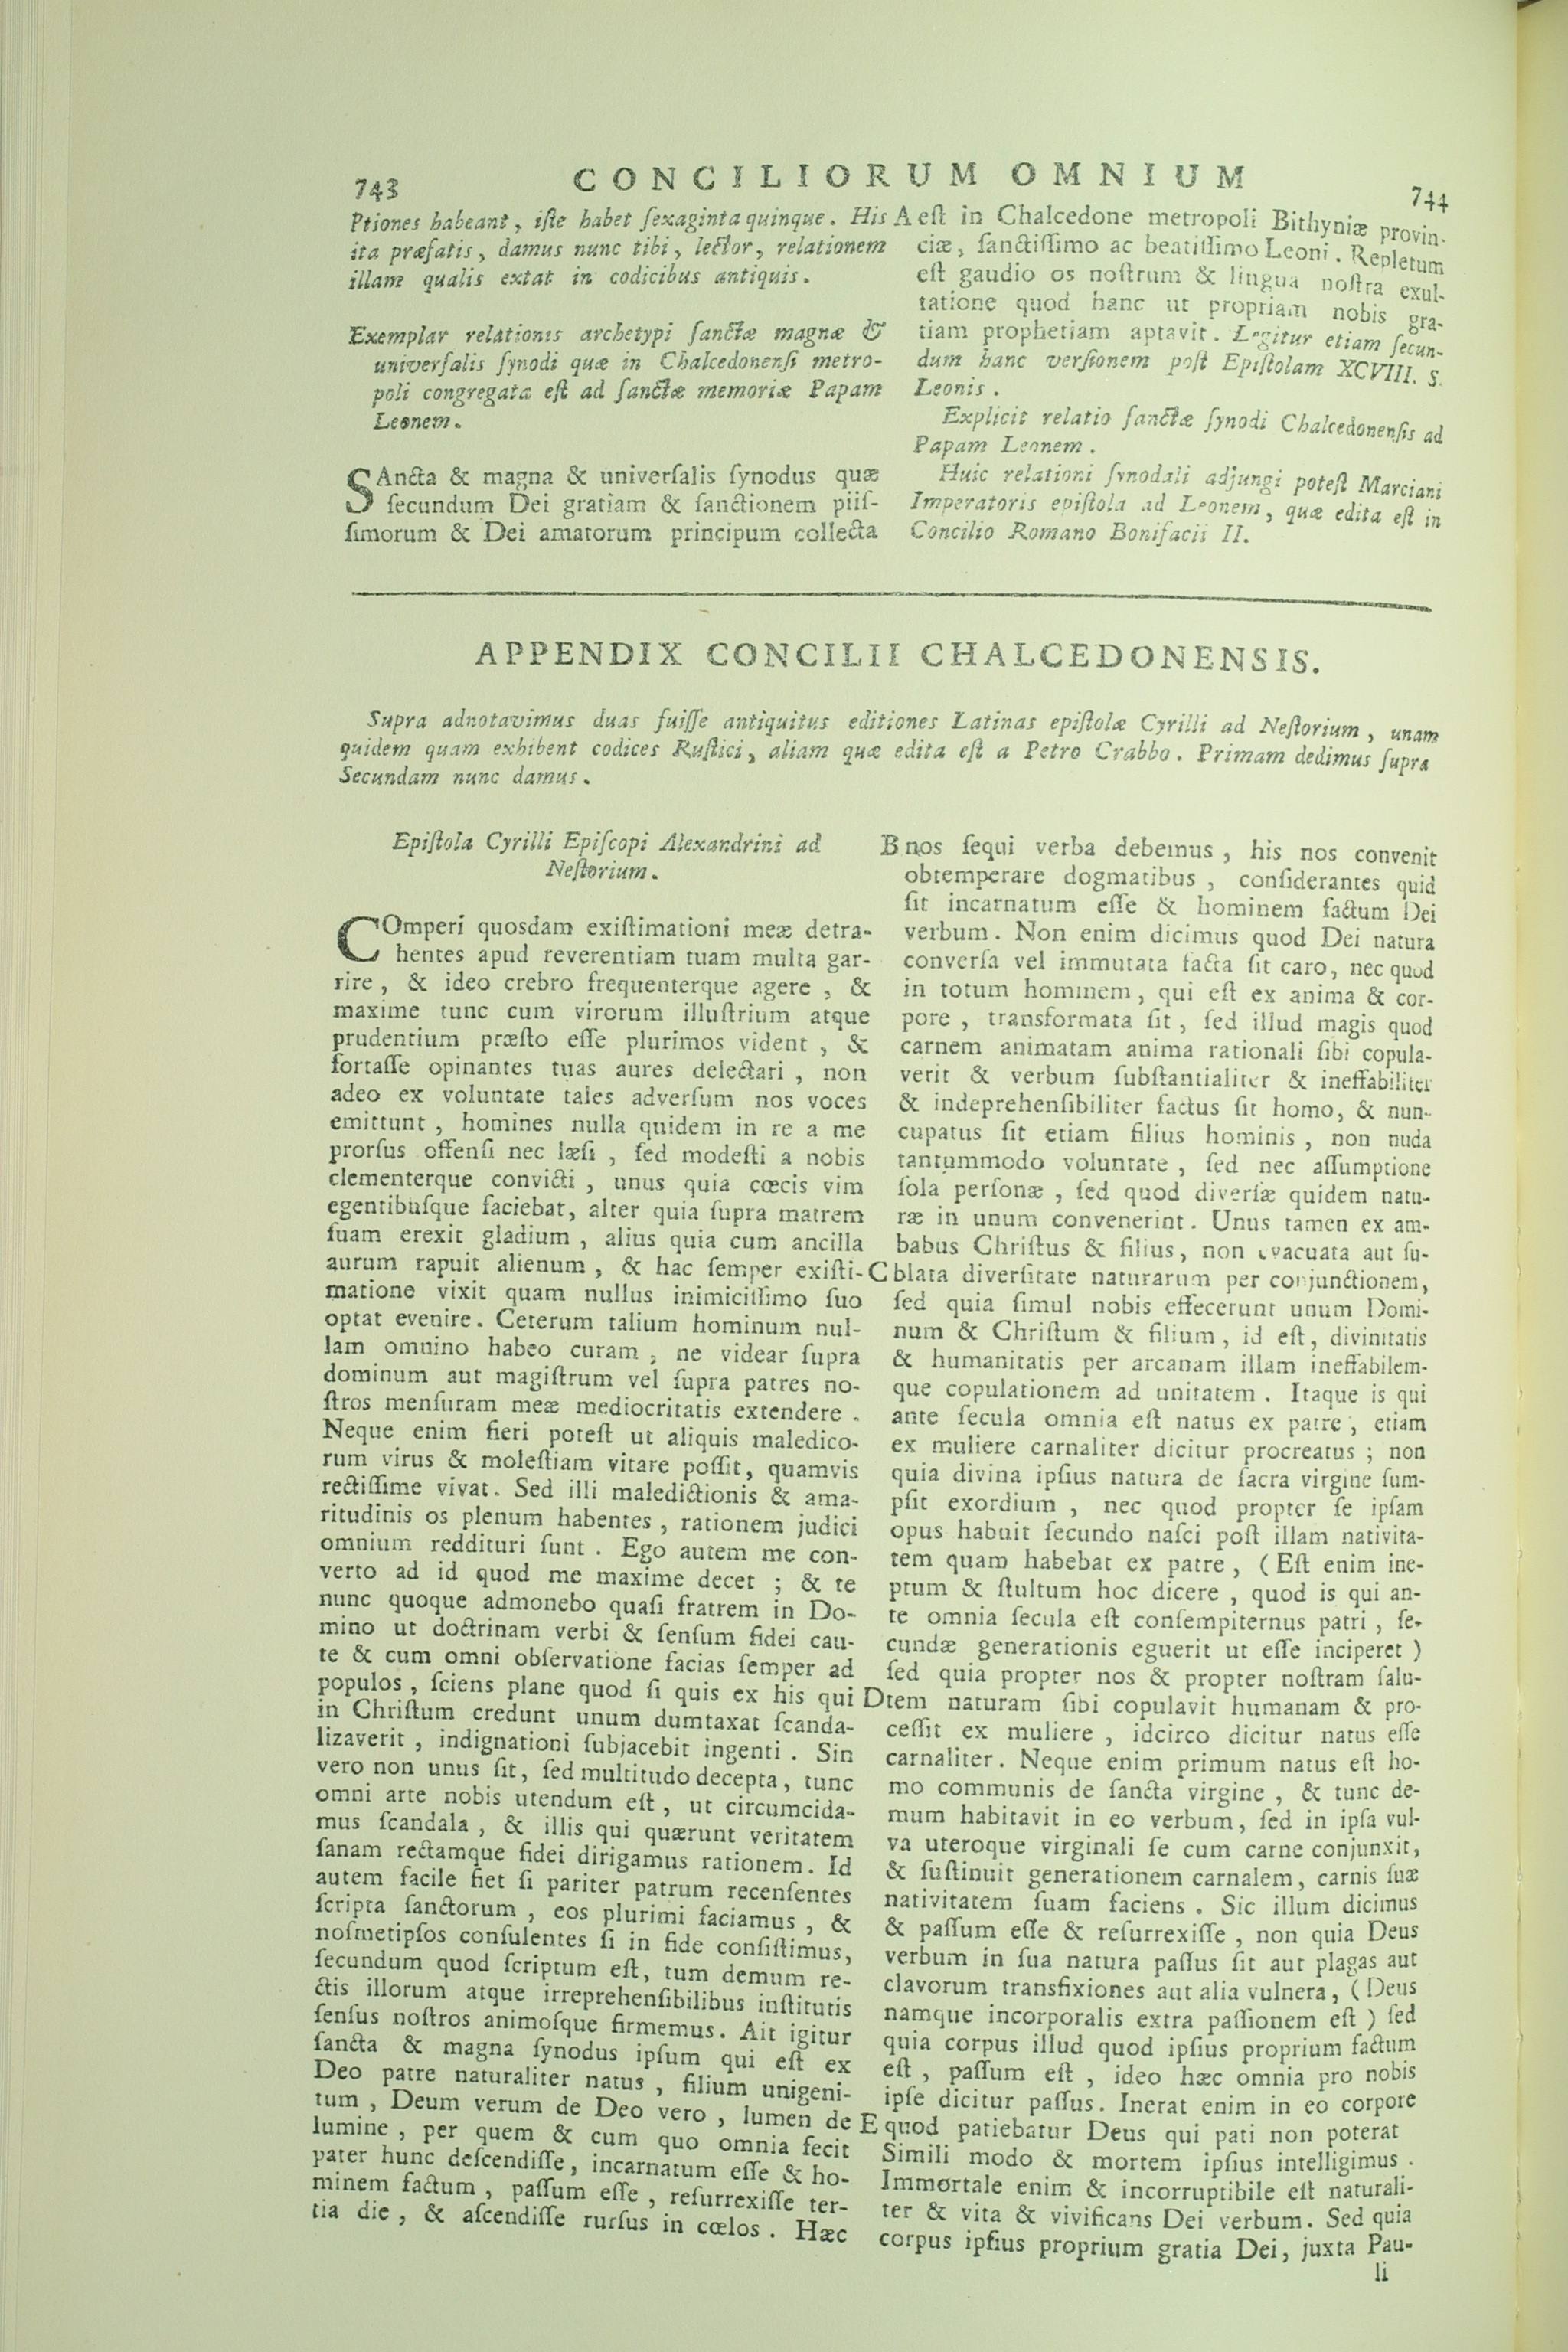 743
CONCILIORUM OMNIUM
744
Ptiones habeant, iſte habet ſexaginta quinque. His
ita præfatis, damus nunc tibi, lector, relationem
illam qualis extat in codicibus antiquis.
Exemplar relationis archetypi ſanctæ magnæ &
univerſalis ſynodi quæ in Chalcedonenſi metro-
poli congregata eſt ad ſanctæ memoriæ Papam
Leonem.
SAncta & magna & univerſalis ſynodus quæ
ſecundum Dei gratiam & ſanctionem piiſ-
ſimorum & Dei amatorum principum collecta
A eſt in Chalcedone metropoli Bithyniæ provin-
ciæ, ſanctiſſimo ac beatiſſimo Leoni. Repletum
eſt gaudio os noſtrum & lingua noſtra exul-
tatione quod hanc ut propriam nobis gra-
tiam prophetiam aptavit. Legitur etiam ſecun-
dum hanc verſionem poſt Epiſtolam XCVIII. S.
Leonis.
Explicit relatio ſanctæ ſynodi Chalcedonenſis ad
Papam Leonem.
Huic relationi ſynodali adjungi poteſt Marciani
Imperatoris epiſtola ad Leonem, quæ edita eſt in
Concilio Romano Bonifacii II.
APPENDIX CONCILII CHALCEDONENSIS.
Supra adnotavimus duas fuiſſe antiquitus editiones Latinas epiſtolæ Cyrilli ad Neſtorium, unam
quidem quam exhibent codices Ruſtici, aliam quæ edita eſt a Petro Crabbo. Primam dedimus ſupra
Secundam nunc damus.
Epiſtola Cyrilli Epiſcopi Alexandrini ad
Neſtorium.
COmperi quosdam exiſtimationi meæ detra-
hentes apud reverentiam tuam multa gar-
rire, & ideo crebro frequenterque agere, &
maxime tunc cum virorum illuſtrium atque
prudentium præſto eſſe plurimos vident, &
fortaſſe opinantes tuas aures delectari, non
adeo ex voluntate tales adverſum nos voces
emittunt, homines nulla quidem in re a me
prorſus offenſi nec læſi, ſed modeſti a nobis
clementerque convicti, unus quia cœcis vim
egentibuſque faciebat, alter quia ſupra matrem
ſuam erexit gladium, alius quia cum ancilla
aurum rapuit alienum, & hac ſemper exiſti-
matione vixit quam nullus inimiciſſimo ſuo
optat evenire. Ceterum talium hominum nul-
lam omnino habeo curam, ne videar ſupra
dominum aut magiſtrum vel ſupra patres no-
ſtros menſuram meæ mediocritatis extendere.
Neque enim fieri poteſt ut aliquis maledico-
rum virus & moleſtiam vitare poſſit, quamvis
rectiſſime vivat. Sed illi maledictionis & ama-
ritudinis os plenum habentes, rationem judici
omnium reddituri ſunt. Ego autem me con-
verto ad id quod me maxime decet; & te
nunc quoque admonebo quaſi fratrem in Do-
mino ut doctrinam verbi & ſenſum fidei cau-
te & cum omni obſervatione facias ſemper ad
populos, ſciens plane quod ſi quis ex his qui
in Chriſtum credunt unum dumtaxat ſcanda-
lizaverit, indignationi ſubjacebit ingenti. Sin
vero non unus ſit, ſed multitudo decepta, tunc
omni arte nobis utendum eſt, ut circumcida-
mus ſcandala, & illis qui quærunt veritatem
ſanam rectamque fidei dirigamus rationem. Id
autem facile fiet ſi pariter patrum recenſentes
ſcripta ſanctorum, eos plurimi faciamus, &
noſmetipſos conſulentes ſi in fide conſiſtimus,
ſecundum quod ſcriptum eſt, tum demum re-
ctis illorum atque irreprehenſibilibus inſtitutis
ſenſus noſtros animoſque firmemus. Ait igitur
ſancta & magna ſynodus ipſum qui eſt ex
Deo patre naturaliter natus, filium unigeni-
tum, Deum verum de Deo vero, lumen de
lumine, per quem & cum quo omnia fecit
pater hunc deſcendiſſe, incarnatum eſſe & ho-
minem factum, paſſum eſſe, reſurrexiſſe ter-
tia die, & aſcendiſſe rurſus in cœlos. Hæc
B nos ſequi verba debemus, his nos convenit
obtemperare dogmatibus, conſiderantes quid
ſit incarnatum eſſe & hominem factum Dei
verbum. Non enim dicimus quod Dei natura
converſa vel immutata facta ſit caro, nec quod
in totum hominem, qui eſt ex anima & cor-
pore, transformata ſit, ſed illud magis quod
carnem animatam anima rationali ſibi copula-
verit & verbum ſubſtantialiter & ineffabiliter
& indeprehenſibiliter factus ſit homo, & nun-
cupatus ſit etiam filius hominis, non nuda
tantummodo voluntate, ſed nec aſſumptione
ſola perſonæ, ſed quod diverſæ quidem natu-
ræ in unum convenerint. Unus tamen ex am-
babus Chriſtus & filius, non evacuata aut ſu-
C blata diverſitate naturarum per conjunctionem,
ſed quia ſimul nobis effecerunt unum Domi-
num & Chriſtum & filium, id eſt, divinitatis
& humanitatis per arcanam illam ineffabilem-
que copulationem ad unitatem. Itaque is qui
ante ſecula omnia eſt natus ex patre, etiam
ex muliere carnaliter dicitur procreatus; non
quia divina ipſius natura de ſacra virgine ſum-
pſit exordium, nec quod propter ſe ipſam
opus habuit ſecundo naſci poſt illam nativita-
tem quam habebat ex patre, (Eſt enim ine-
ptum & ſtultum hoc dicere, quod is qui an-
te omnia ſecula eſt conſempiternus patri, ſe-
cundæ generationis eguerit ut eſſe inciperet)
ſed quia propter nos & propter noſtram ſalu-
D tem naturam ſibi copulavit humanam & pro-
ceſſit ex muliere, idcirco dicitur natus eſſe
carnaliter. Neque enim primum natus eſt ho-
mo communis de ſancta virgine, & tunc de-
mum habitavit in eo verbum, ſed in ipſa vul-
va uteroque virginali ſe cum carne conjunxit,
& ſuſtinuit generationem carnalem, carnis ſuæ
nativitatem ſuam faciens. Sic illum dicimus
& paſſum eſſe & reſurrexiſſe, non quia Deus
verbum in ſua natura paſſus ſit aut plagas aut
clavorum transfixiones aut alia vulnera, (Deus
namque incorporalis extra paſſionem eſt) ſed
quia corpus illud quod ipſius proprium factum
eſt, paſſum eſt, ideo hæc omnia pro nobis
ipſe dicitur paſſus. Inerat enim in eo corpore
E quod patiebatur Deus qui pati non poterat
Simili modo & mortem ipſius intelligimus.
Immortale enim & incorruptibile eſt naturali-
ter & vita & vivificans Dei verbum. Sed quia
corpus ipſius proprium gratia Dei, juxta Pau-
li